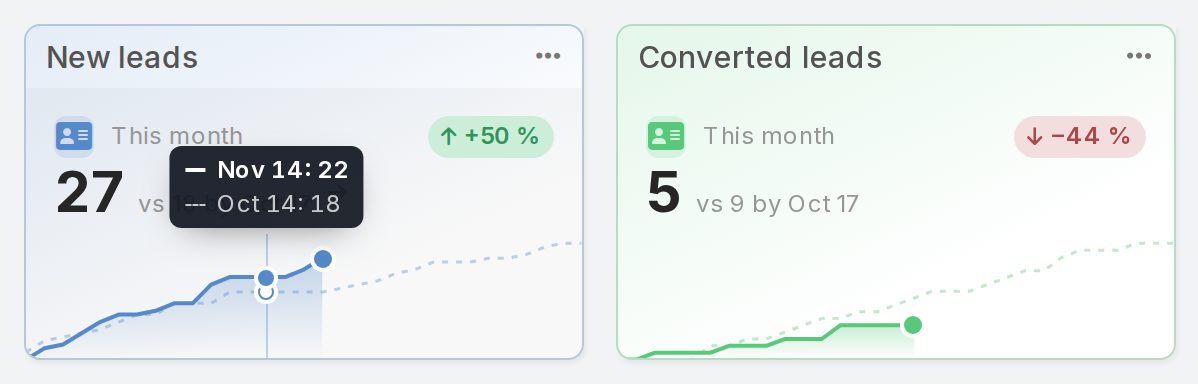 New leads
This month
+50 %
Nov 14: 22
Oct 14: 18
27 vs
Converted leads
This month
−44 %
5 vs 9 by Oct 17